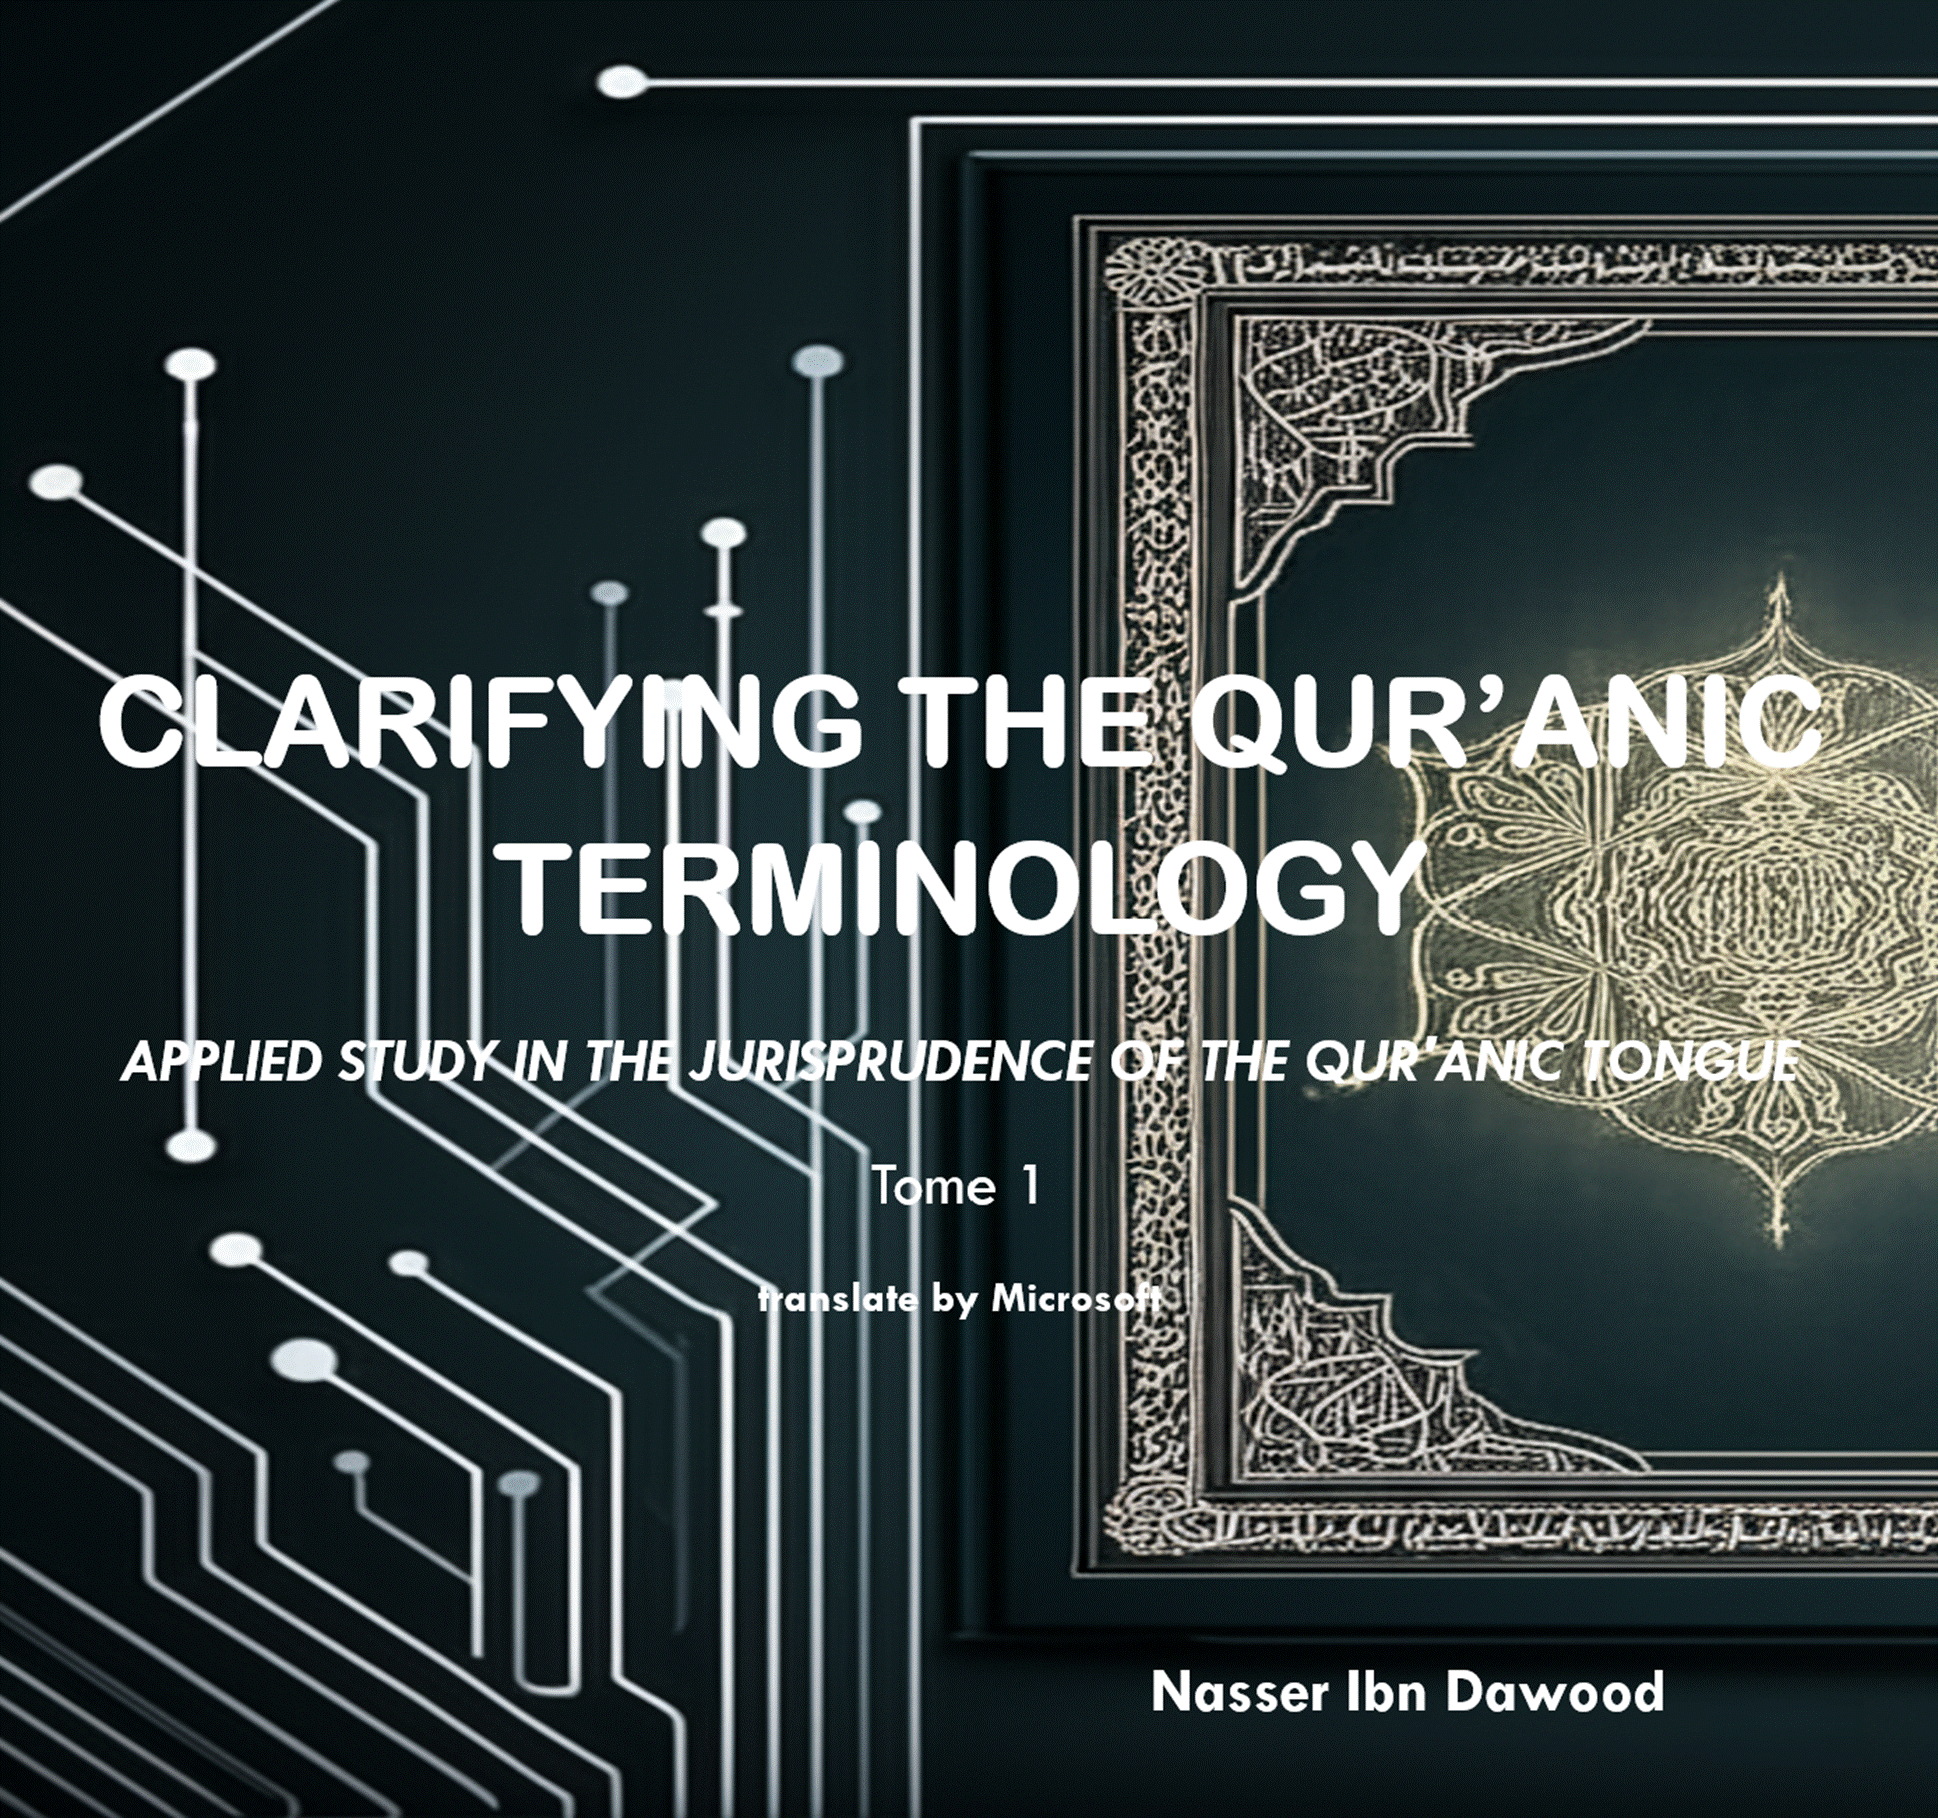 CLARIFYING THE QUR’ANIC
TERMINOLOGY
APPLIED STUDY IN THE JURISPRUDENCE OF THE QUR'ANIC TONGUE
Tome 1
translate by Microsoft
Nasser Ibn Dawood